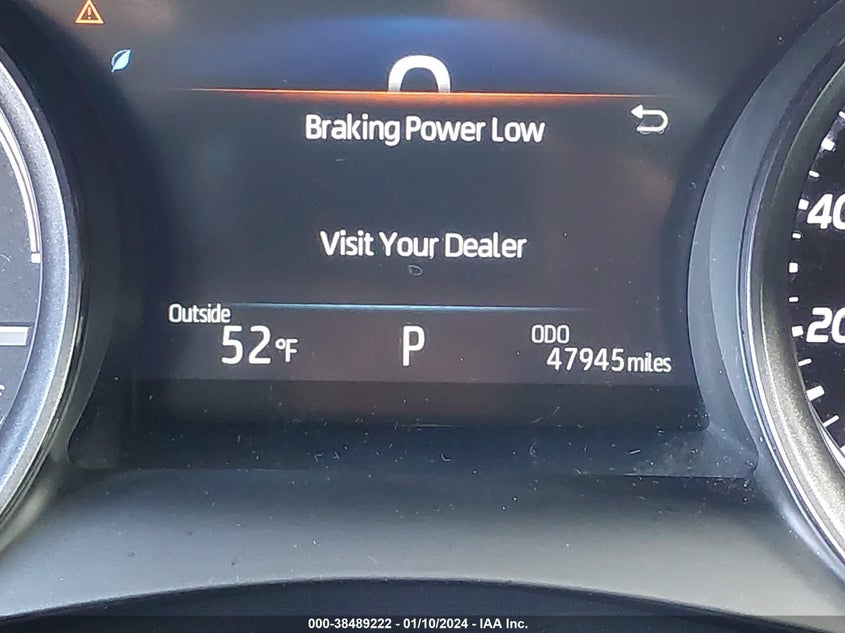 Braking Power Low
Visit Your Dealer
Outside
52°F
P
ODO
47945 miles
40
20
000-38489222 - 01/10/2024 - IAA Inc.